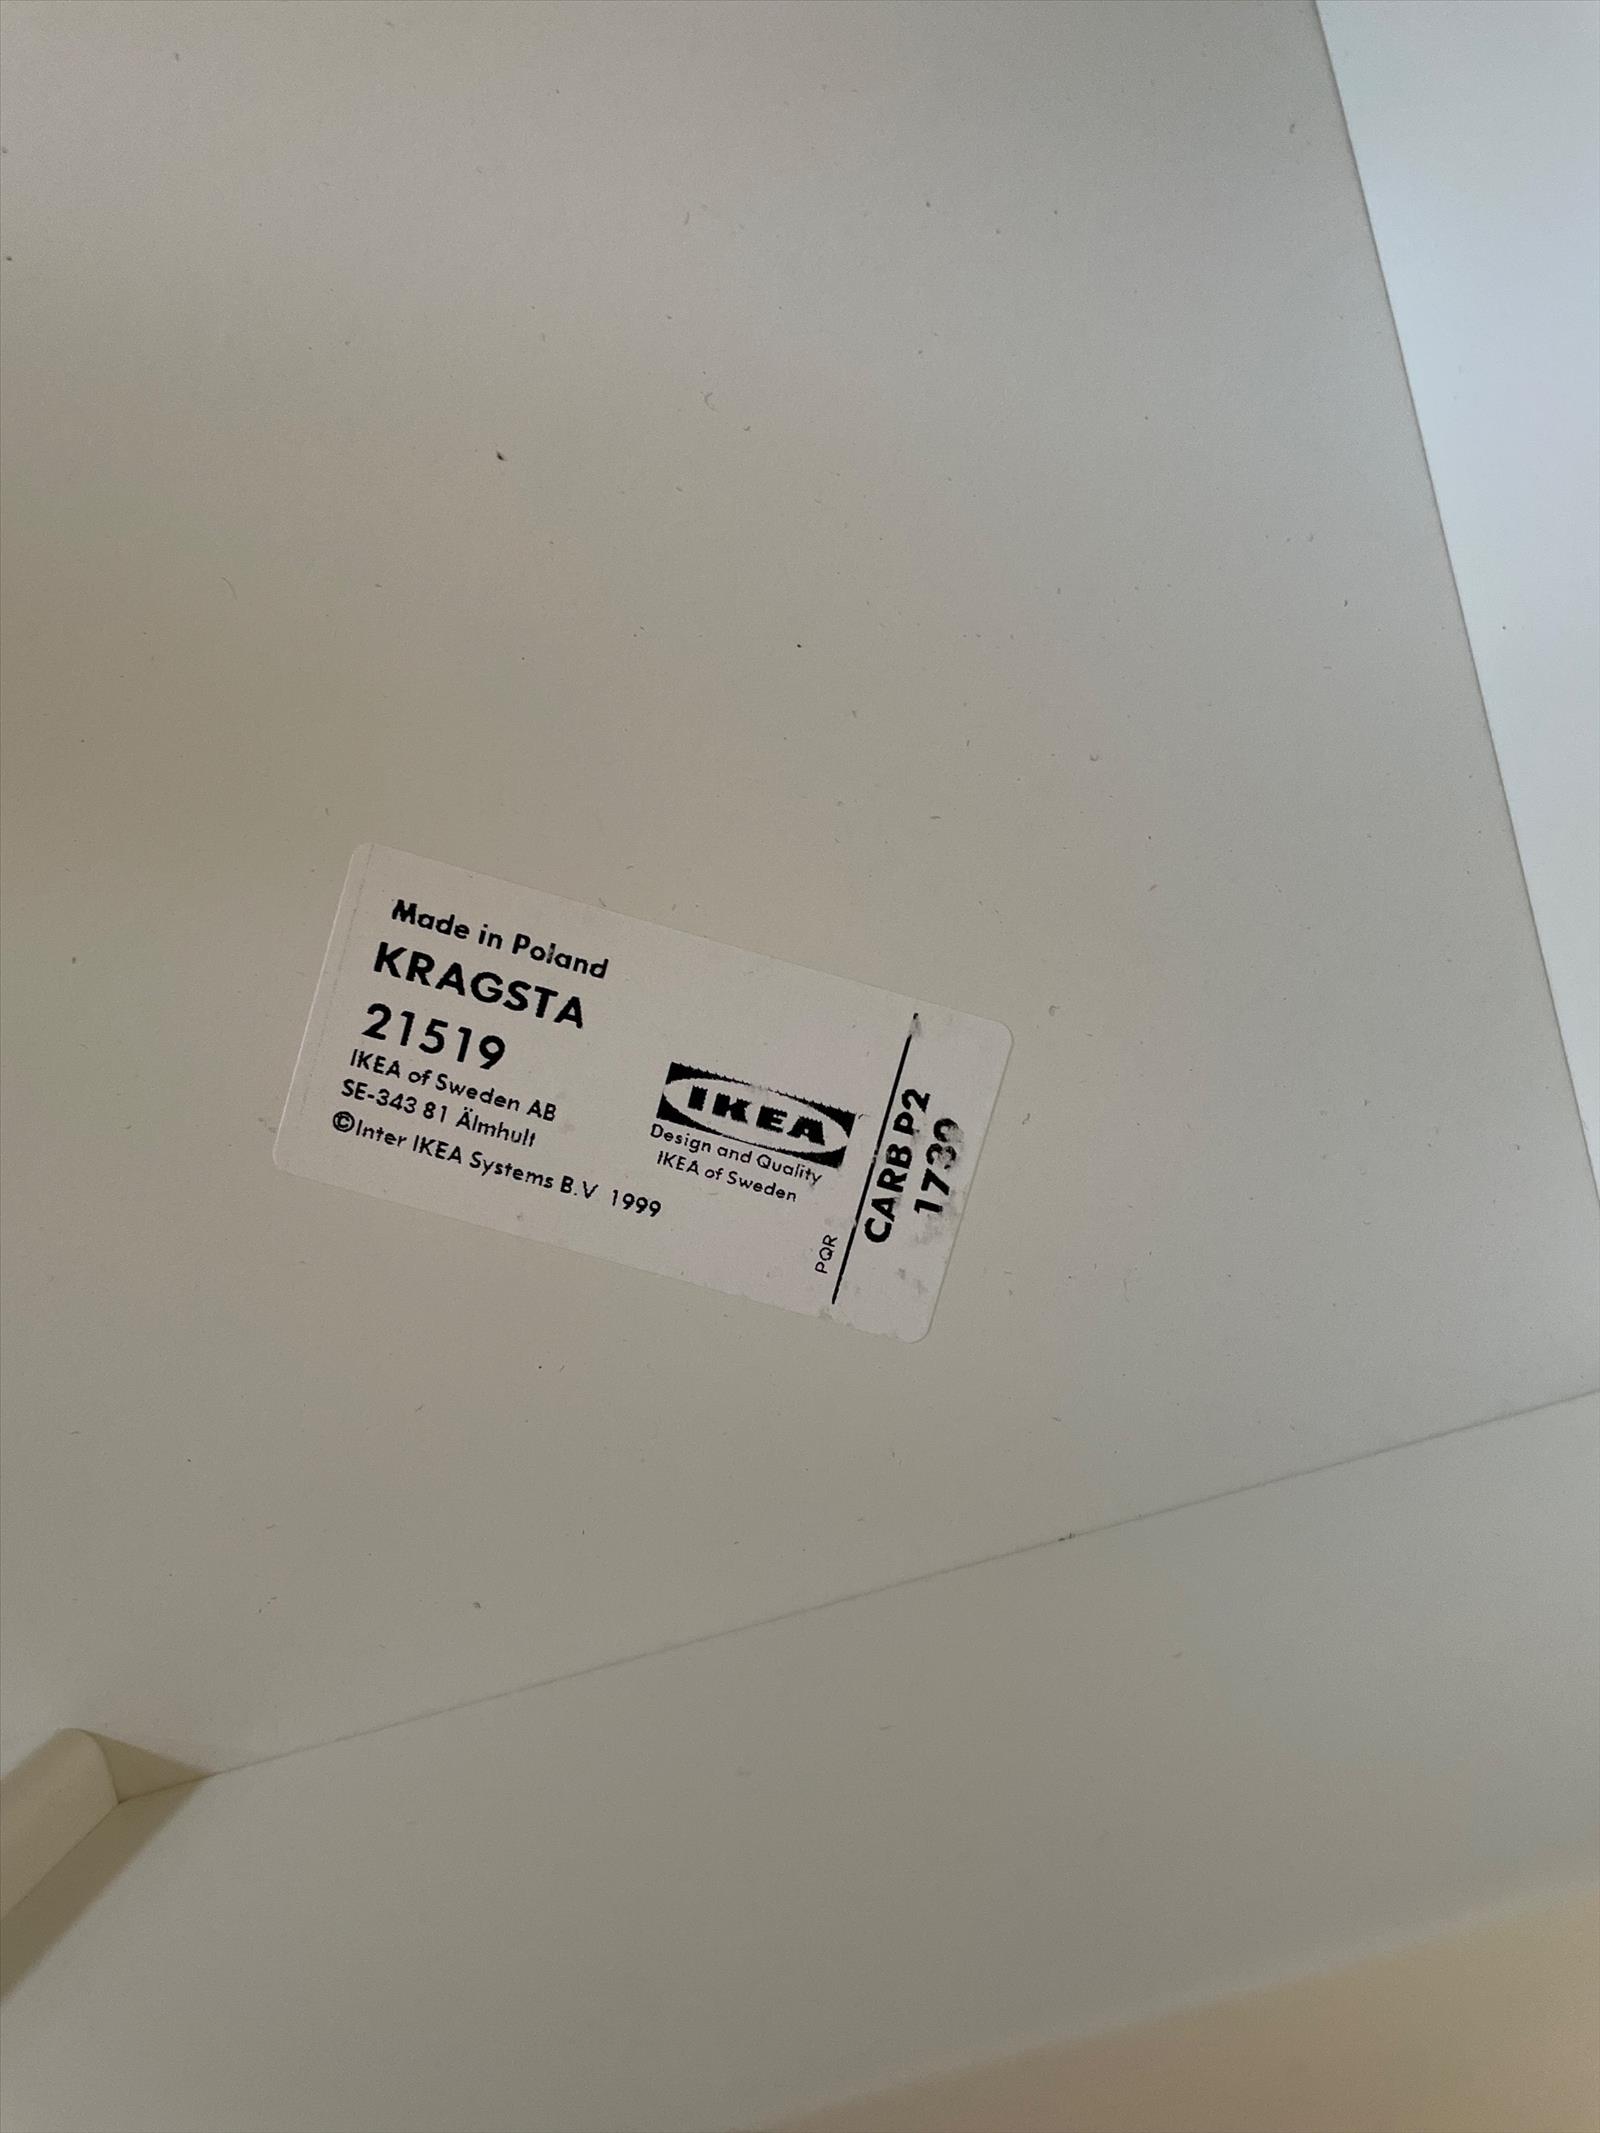 Made in Poland
KRAGSTA
21519
IKEA of Sweden AB
SE-343 81 Älmhult
©Inter IKEA Systems B.V 1999
IKEA
Design and Quality
IKEA of Sweden
PQR
CARB P2
1739